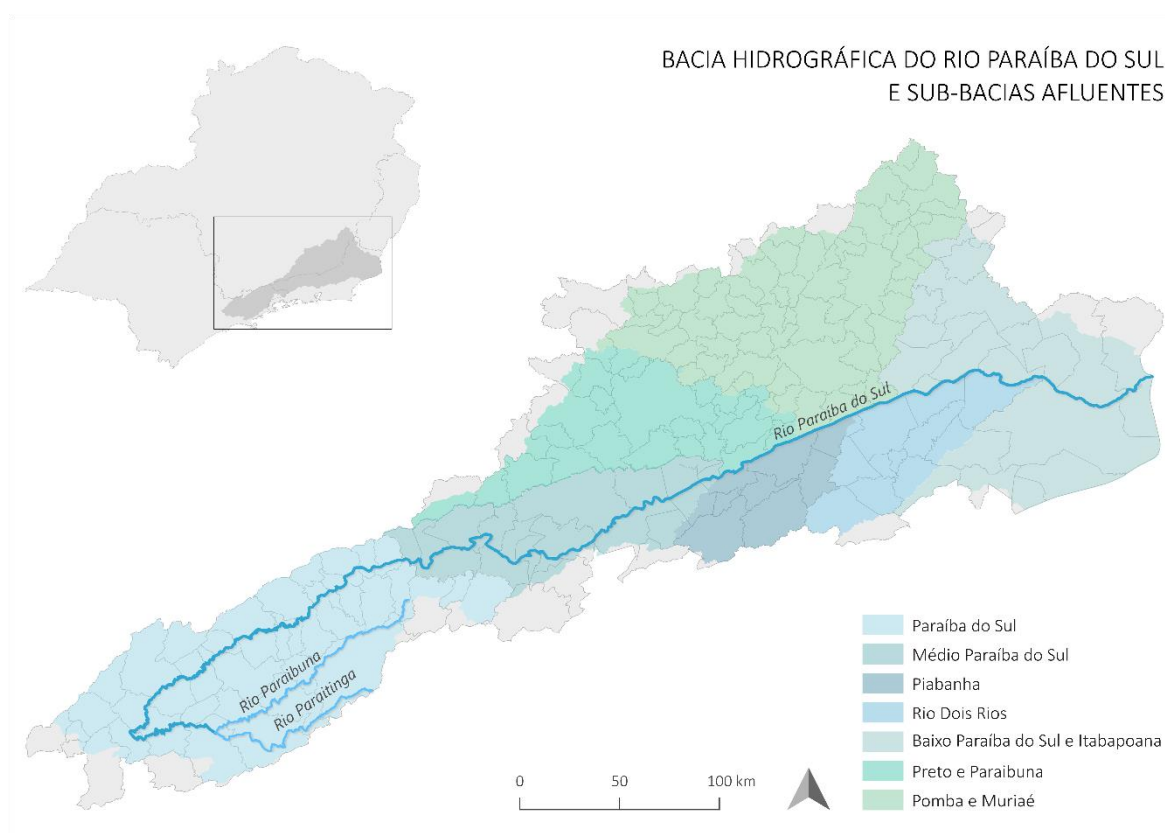 BACIA HIDROGRÁFICA DO RIO PARAÍBA DO SUL
E SUB-BACIAS AFLUENTES
Rio Paraíba do Sul
Rio Paraibuna
Rio Paraitinga
Paraíba do Sul
Médio Paraíba do Sul
Piabanha
Rio Dois Rios
Baixo Paraíba do Sul e Itabapoana
Preto e Paraibuna
Pomba e Muriaé
0 50 100 km